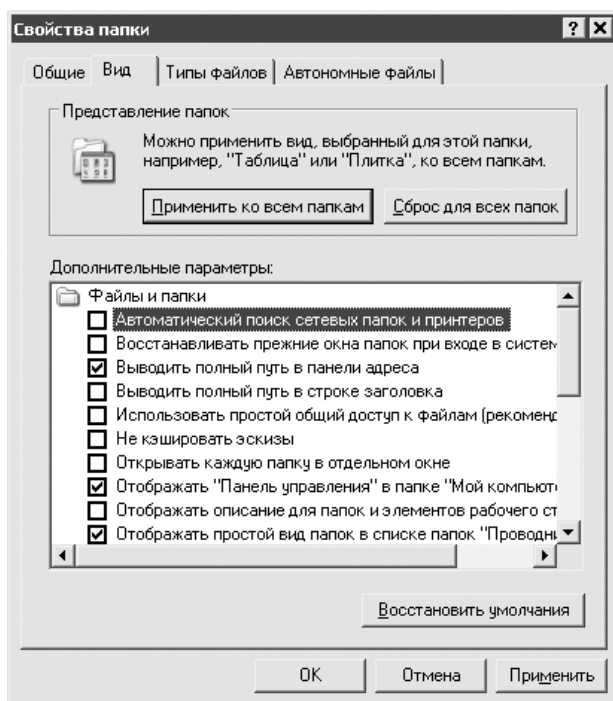 Свойства папки
Общие Вид Типы файлов Автономные файлы
Представление папок
Можно применить вид, выбранный для этой папки,
например, "Таблица" или "Плитка", ко всем папкам.
Применить ко всем папкам Сброс для всех папок
Дополнительные параметры:
Файлы и папки
Автоматический поиск сетевых папок и принтеров
Восстанавливать прежние окна папок при входе в систем
Выводить полный путь в панели адреса
Выводить полный путь в строке заголовка
Использовать простой общий доступ к файлам (рекоменд
Не кэшировать эскизы
Открывать каждую папку в отдельном окне
Отображать "Панель управления" в папке "Мой компьют
Отображать описание для папок и элементов рабочего ст
Отображать простой вид папок в списке папок "Проводн
Восстановить умолчания
ОК Отмена Применить